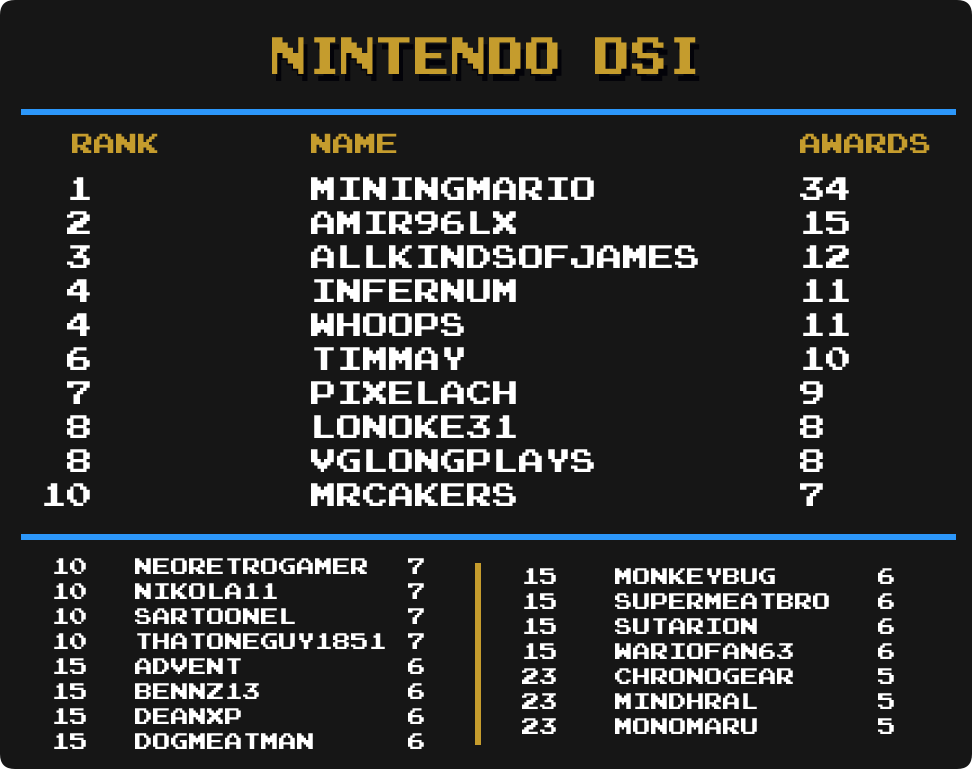 NINTENDO DSI
RANK NAME AWARDS
1 MININGMARIO 34
2 AMIR96LX 15
3 ALLKINDSOFJAMES 12
4 INFERNUM 11
4 WHOOPS 11
6 TIMMAY 10
7 PIXELACH 9
8 LONOKE31 8
8 VGLONGPLAYS 8
10 MRCAKERS 7
10 NEORETROGAMER 7
10 NIKOLA11 7
10 SARTOONEL 7
10 THATONEGUY1851 7
15 ADVENT 6
15 BENNZ13 6
15 DEANXP 6
15 DOGMEATMAN 6
15 MONKEYBUG 6
15 SUPERMEATBRO 6
15 SUTARION 6
15 WARIOFAN63 6
23 CHRONOGEAR 5
23 MINDHRAL 5
23 MONOMARU 5